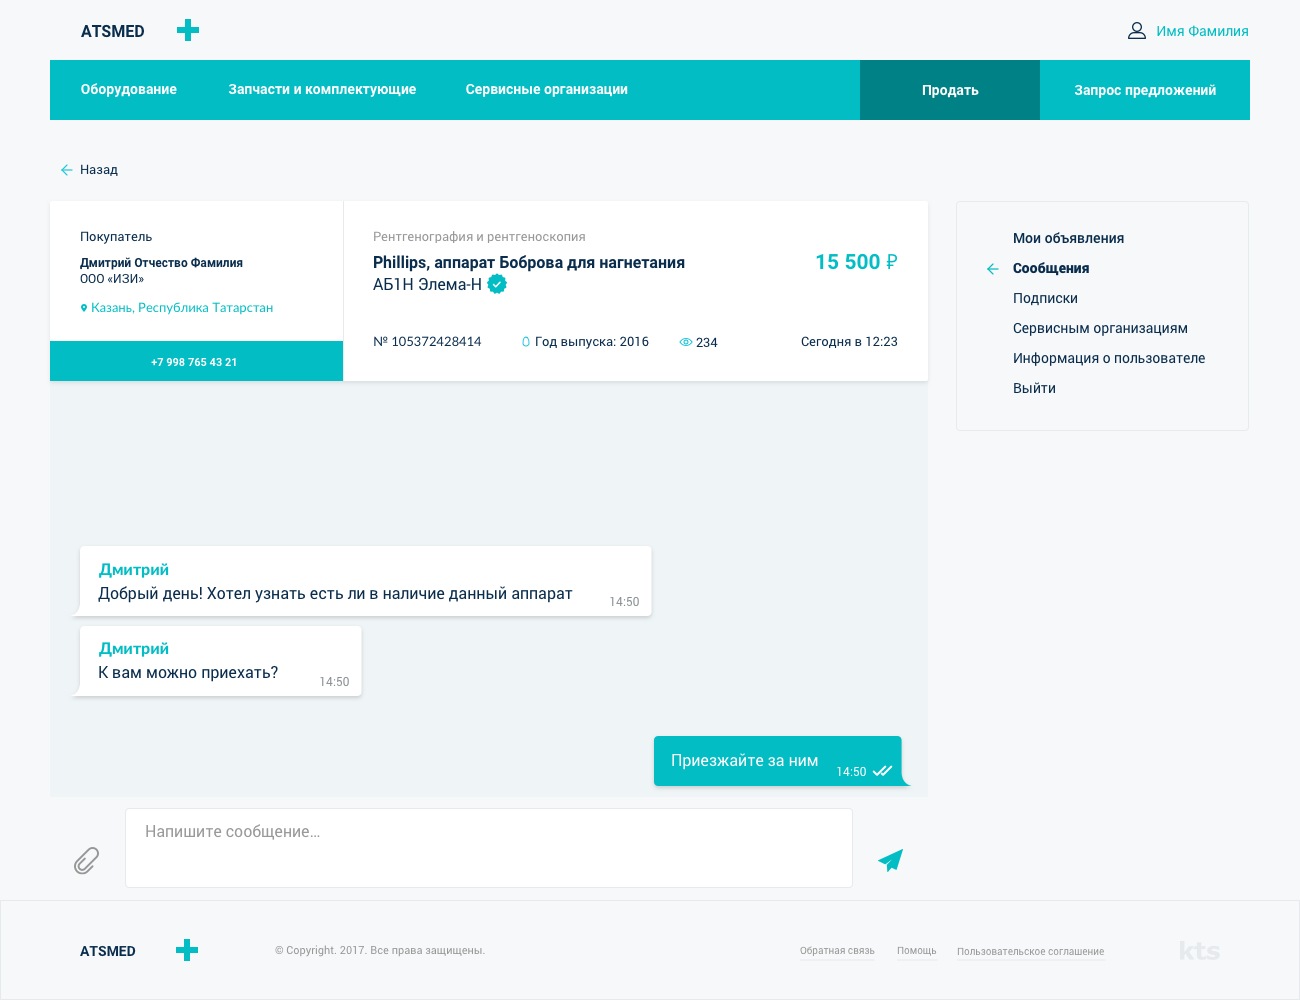 ATSMED
Имя Фамилия
Оборудование
Запчасти и комплектующие
Сервисные организации
Продать
Запрос предложений
Назад
Покупатель
Дмитрий Отчество Фамилия
ООО «ИЗИ»
Казань, Республика Татарстан
+7 998 765 43 21
Рентгенография и рентгеноскопия
Phillips, аппарат Боброва для нагнетания
АБ1Н Элема-Н
15 500 ₽
№ 105372428414
Год выпуска: 2016
234
Сегодня в 12:23
Мои объявления
Сообщения
Подписки
Сервисным организациям
Информация о пользователе
Выйти
Дмитрий
Добрый день! Хотел узнать есть ли в наличие данный аппарат
14:50
Дмитрий
К вам можно приехать?
14:50
Приезжайте за ним
14:50
Напишите сообщение...
ATSMED
© Copyright. 2017. Все права защищены.
Обратная связь
Помощь
Пользовательское соглашение
kts